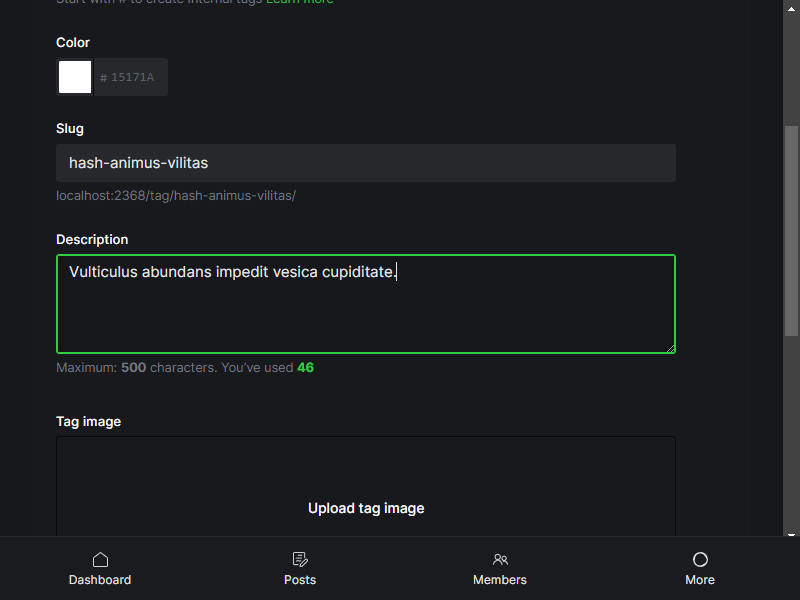 Start with # to create internal tags Learn more
Color
# 15171A
Slug
hash-animus-vilitas
localhost:2368/tag/hash-animus-vilitas/
Description
Vulticulus abundans impedit vesica cupiditate.
Maximum: 500 characters. You've used 46
Tag image
Upload tag image
Dashboard
Posts
Members
More